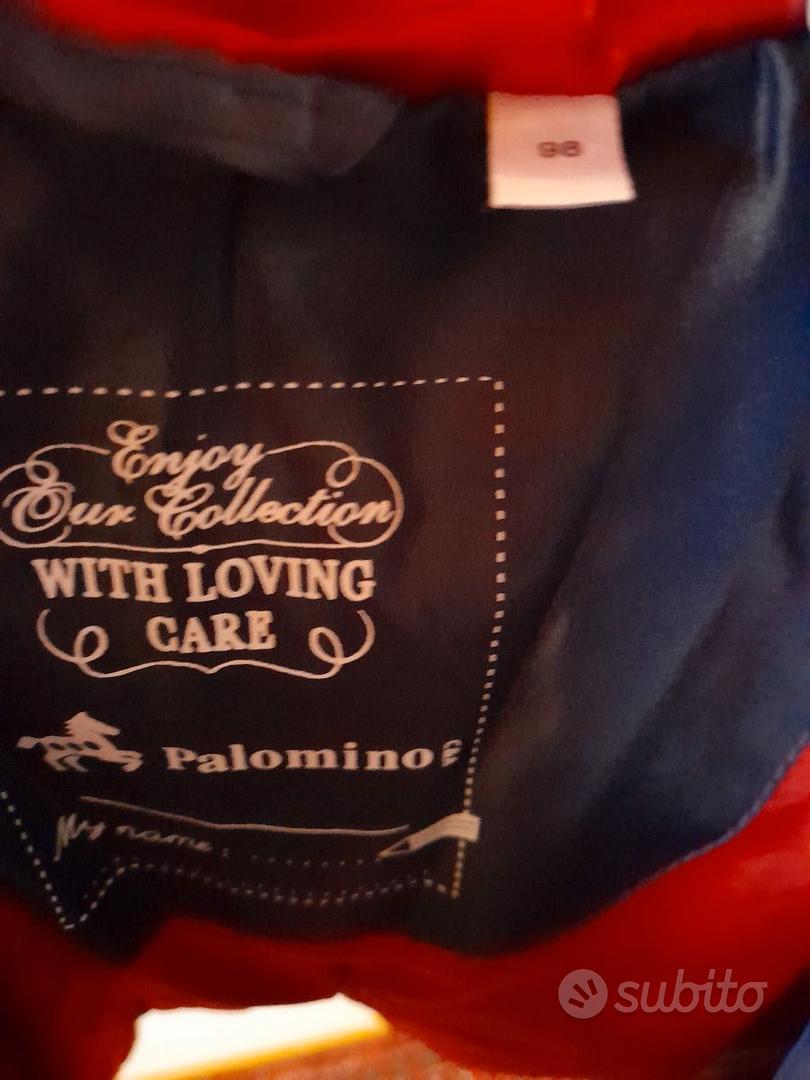 98
Enjoy
Our Collection
WITH LOVING
CARE
Palomino
My name:
subito